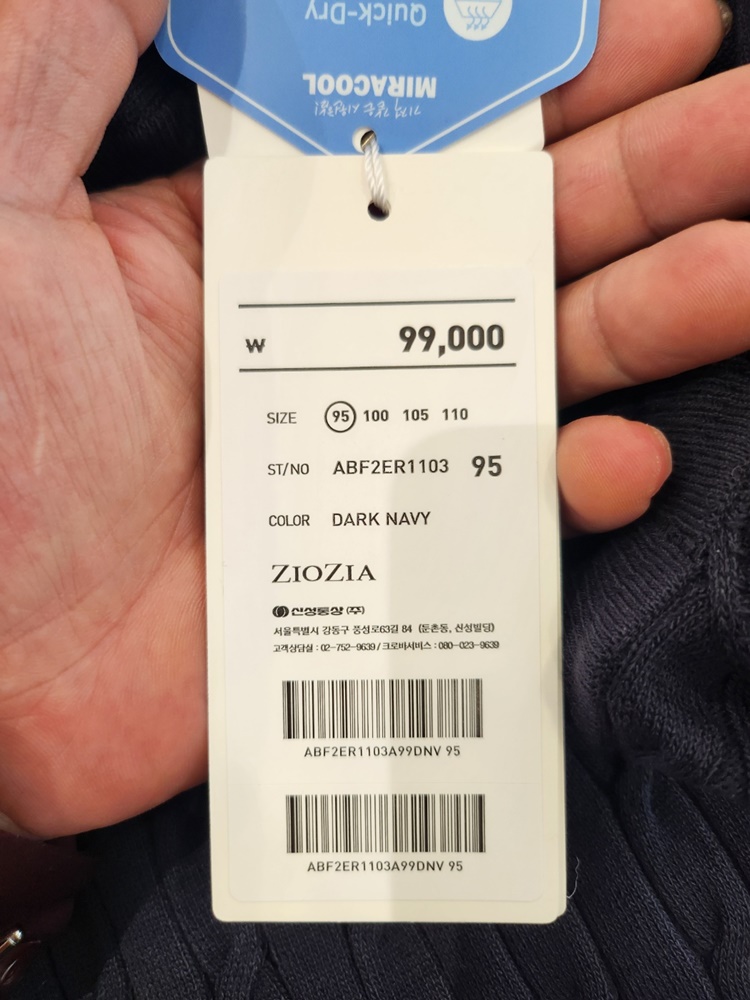 Quick-Dry
MIRACOOL
₩ 99,000
SIZE 95 100 105 110
ST/NO ABF2ER1103 95
COLOR DARK NAVY
ZIOZIA
신성통상 (주)
서울특별시 강동구 풍성로63길 84 (둔촌동, 신성빌딩)
고객상담실 : 02-752-9639 / 크로바서비스 : 080-023-9639
ABF2ER1103A99DNV 95
ABF2ER1103A99DNV 95